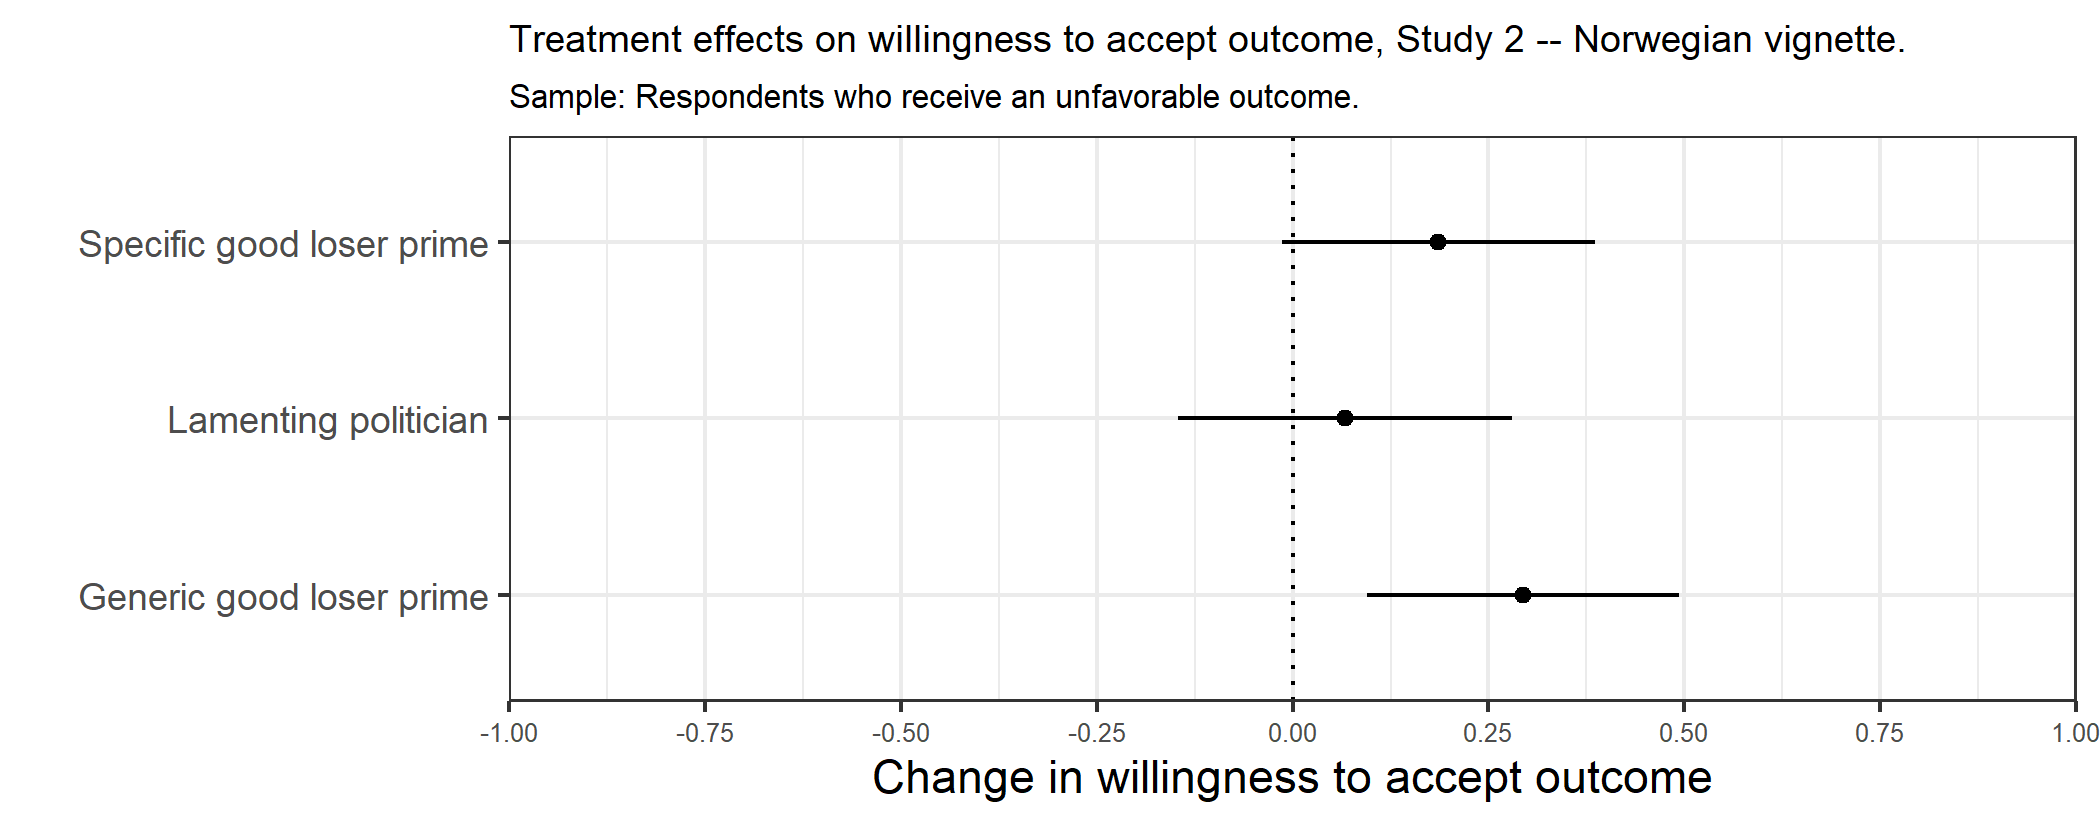 Treatment effects on willingness to accept outcome, Study 2 -- Norwegian vignette.
Sample: Respondents who receive an unfavorable outcome.
Specific good loser prime
Lamenting politician
Generic good loser prime
-1.00 -0.75 -0.50 -0.25 0.00 0.25 0.50 0.75 1.00
Change in willingness to accept outcome